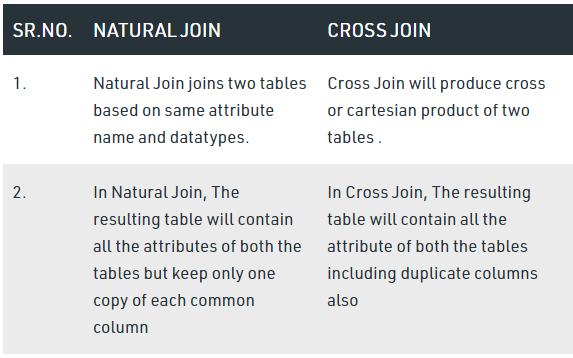 SR.NO. NATURAL JOIN CROSS JOIN
1. Natural Join joins two tables Cross Join will produce cross
based on same attribute or cartesian product of two
name and datatypes. tables .
2. In Natural Join, The In Cross Join, The resulting
resulting table will contain table will contain all the
all the attributes of both the attribute of both the tables
tables but keep only one including duplicate columns
copy of each common also
column